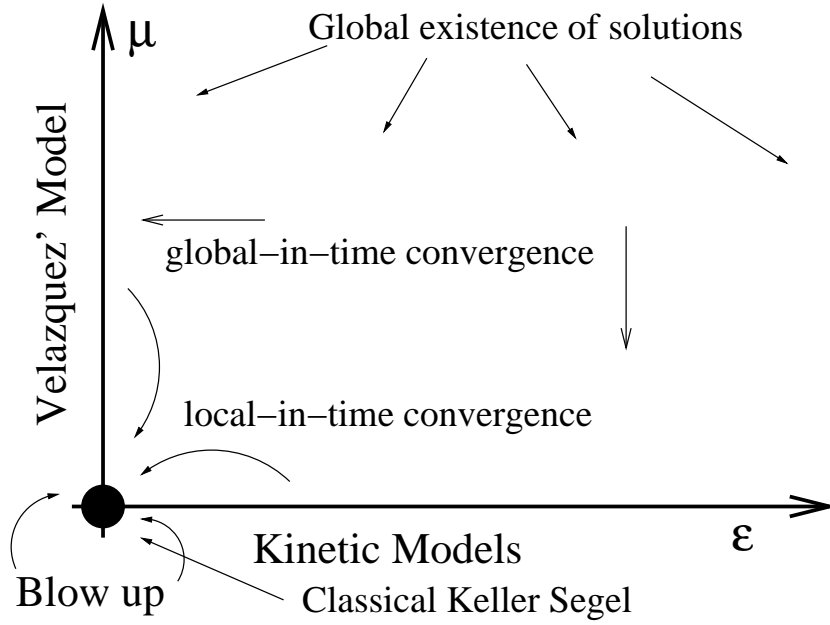 μ
Global existence of solutions
Velazquez' Model
global−in−time convergence
local−in−time convergence
ε
Kinetic Models
Blow up
Classical Keller Segel